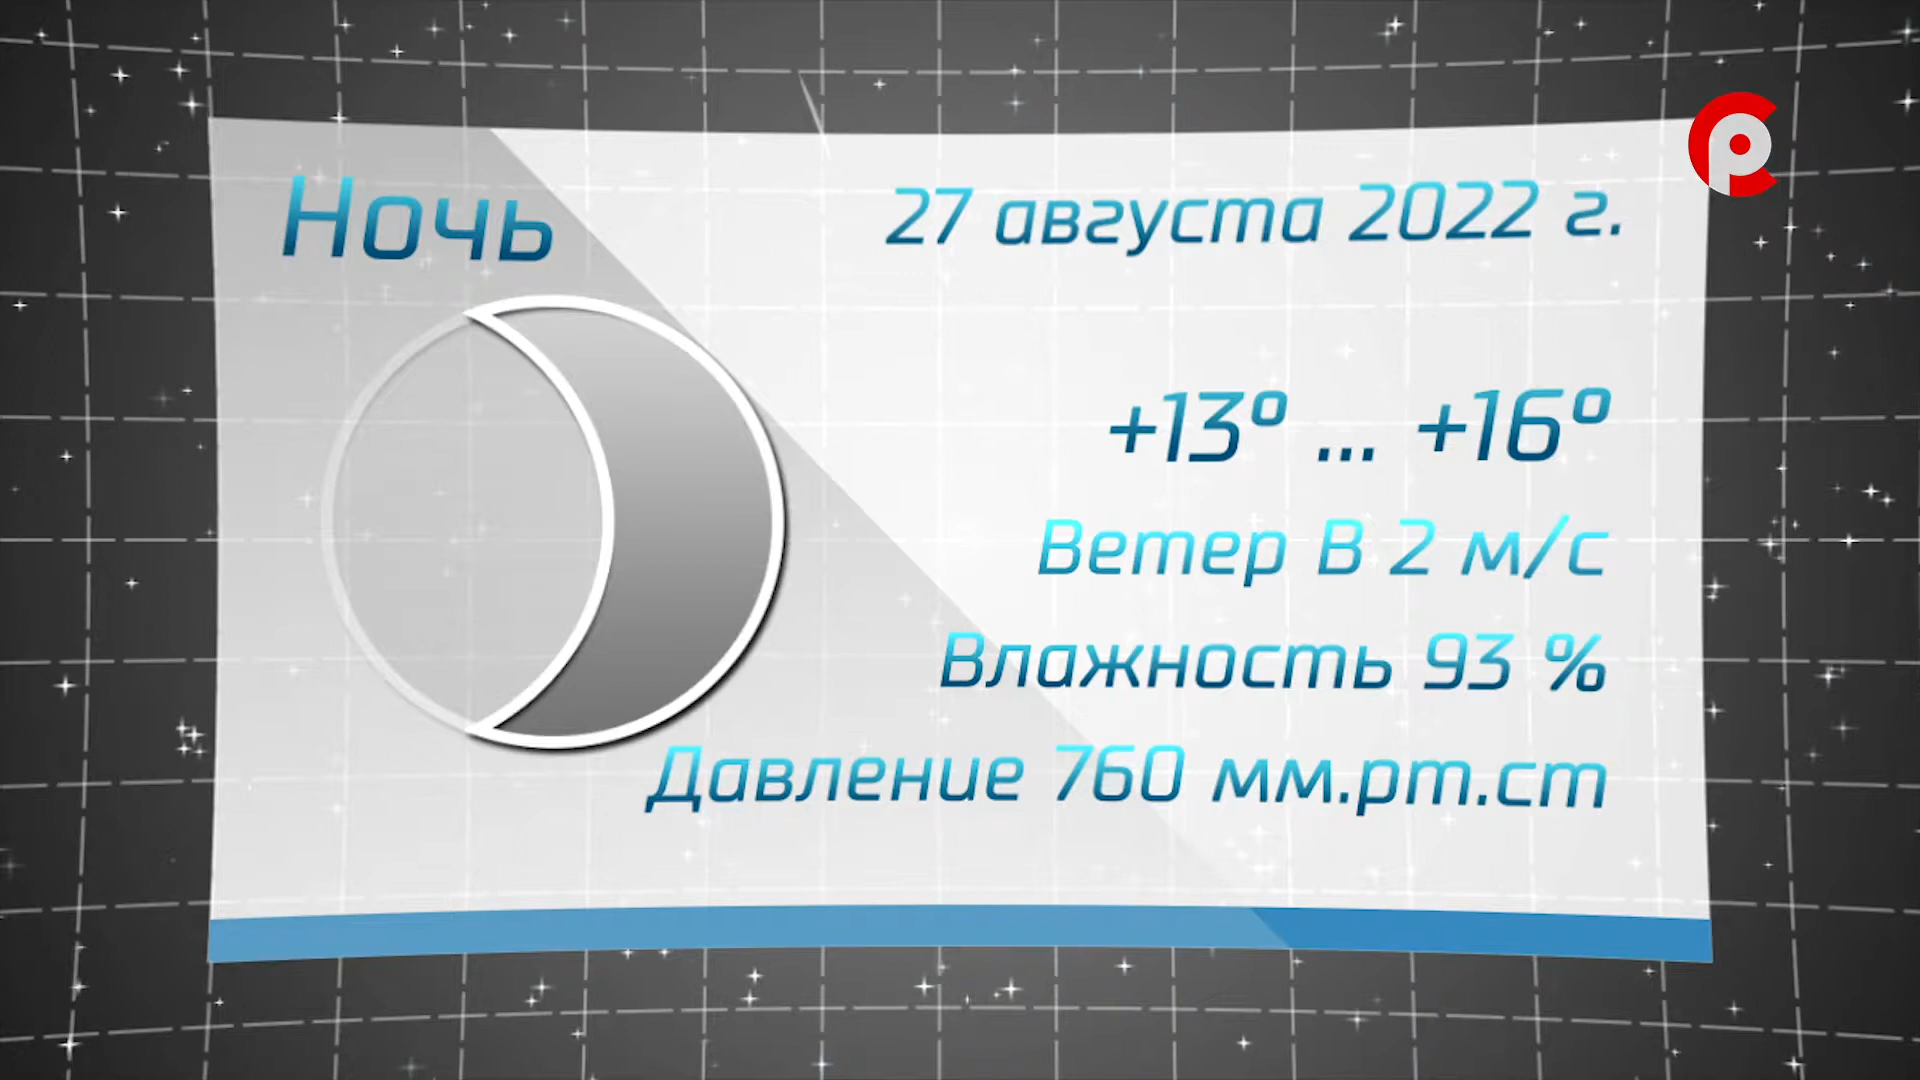 Ночь
27 августа 2022 г.
+13° ... +16°
Ветер В 2 м/с
Влажность 93 %
Давление 760 мм.рт.ст